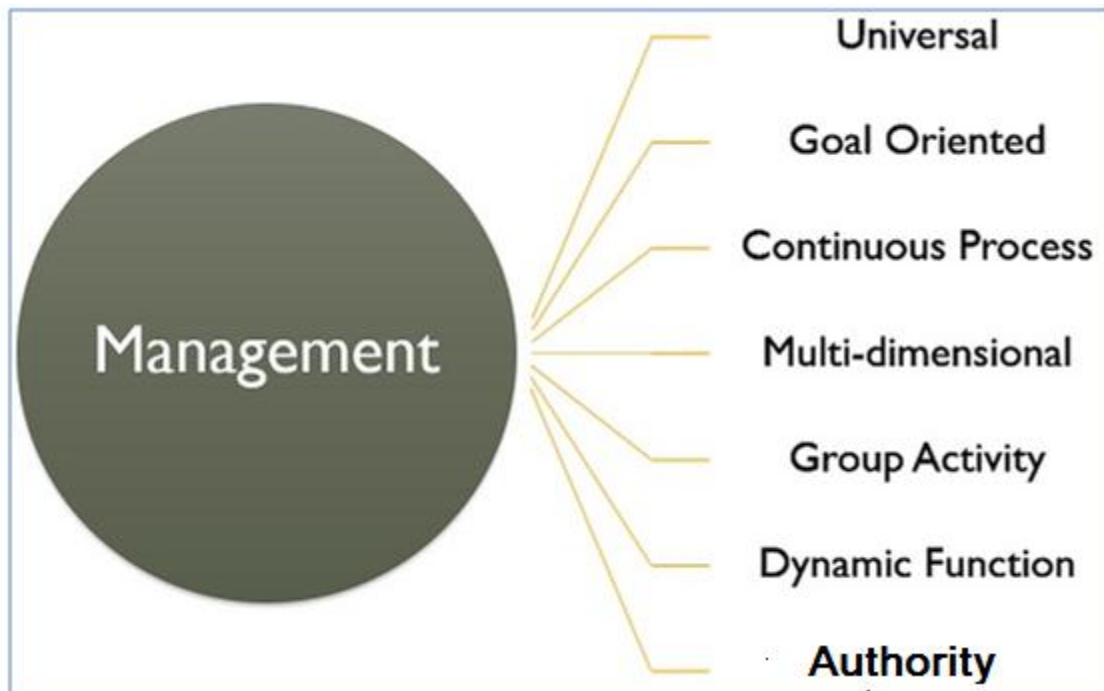 Management
Universal
Goal Oriented
Continuous Process
Multi-dimensional
Group Activity
Dynamic Function
Authority